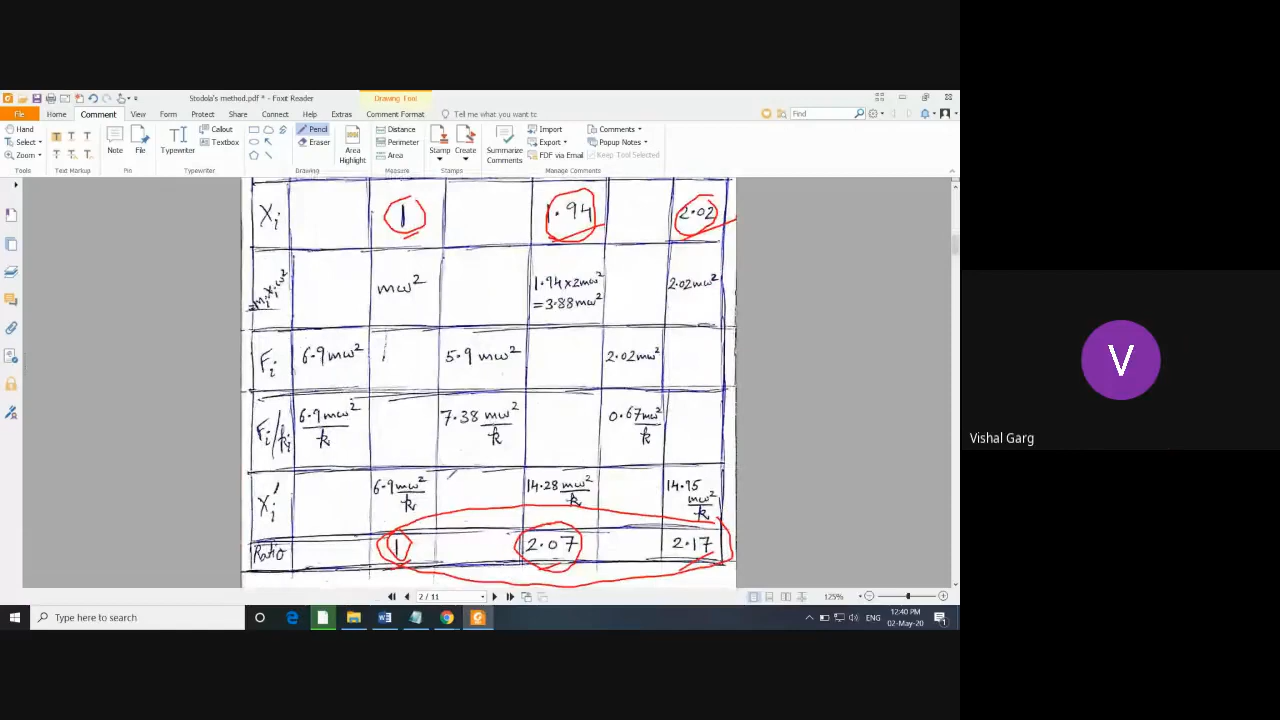 Stodola's method.pdf * - Foxit Reader
Drawing Tool
File Home Comment View Form Protect Share Connect Help Extras Comment Format Tell me what you want to do... Find
Hand
Select
Zoom
Tools
Text Markup
Note
File
Pin
Typewriter
Callout
Textbox
Typewriter
Pencil
Eraser
Drawing
Area Highlight
Distance
Perimeter
Area
Measure
Stamp
Create
Stamps
Summarize Comments
Import
Export
FDF via Email
Comments
Popup Notes
Keep Tool Selected
Manage Comments
Xi 1 1.94 2.02
=mi xi ω² mω² 1.94×2mω² 2.02mω²
=3.88mω²
Fi 6.9mω² 5.9mω² 2.02mω²
Fi/ki 6.9mω²/k 7.38mω²/k 0.67mω²/k
Xi' 6.9mω²/k 14.28mω²/k 14.95mω²/k
Ratio 1 2.07 2.17
2 / 11
125%
Type here to search
ENG
12:40 PM
02-May-20
V
Vishal Garg